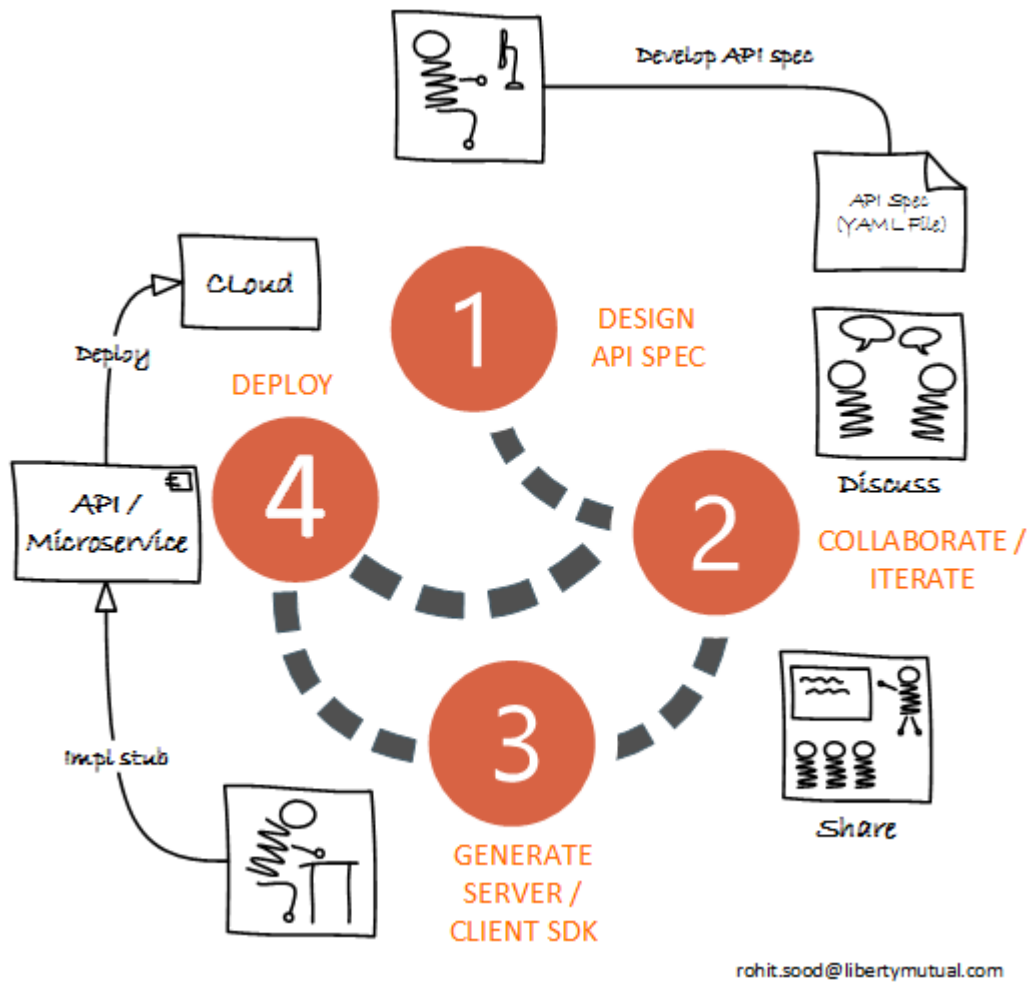 Develop API spec
API Spec
(YAML File)
CLoud
Deploy
1
DESIGN
API SPEC
DEPLOY
4
API /
Microservice
2
Discuss
COLLABORATE /
ITERATE
3
Impl stub
Share
GENERATE
SERVER /
CLIENT SDK
rohit.sood@libertymutual.com